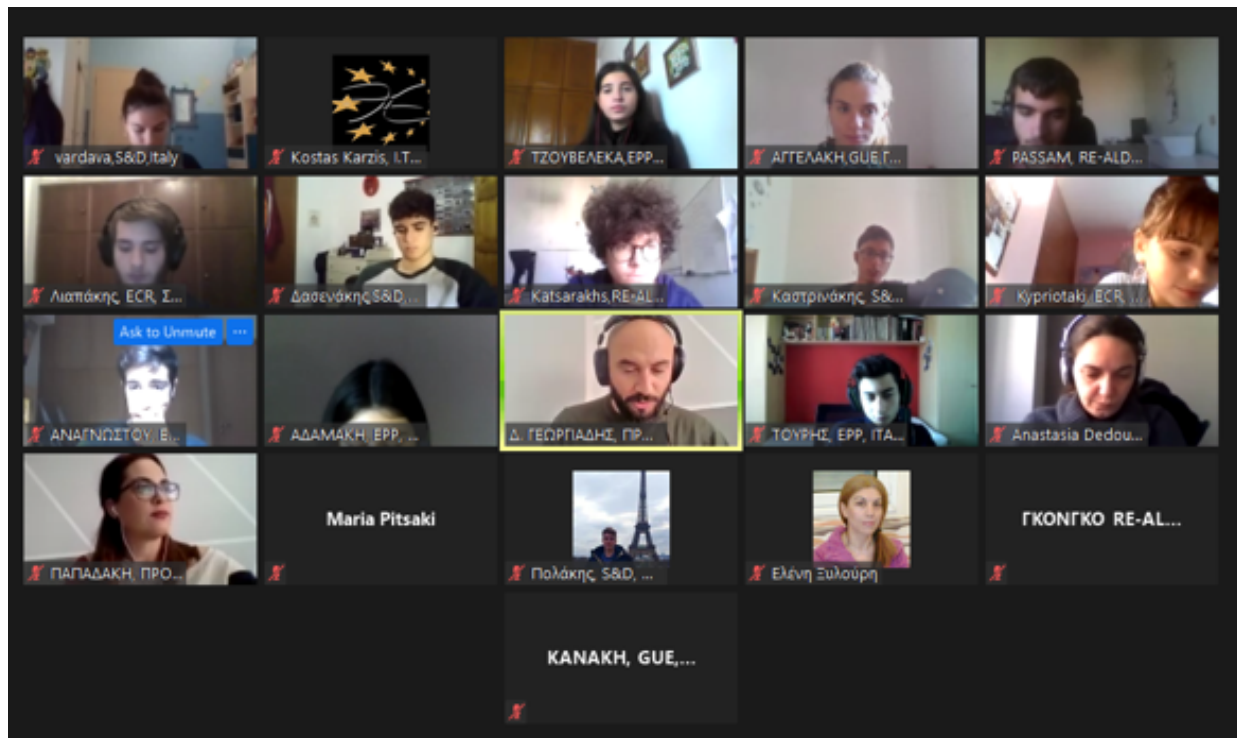 vardava,S&D,Italy
Kostas Karzis, I.T...
ΤΖΟΥΒΕΛΕΚΑ,EPP...
ΑΓΓΕΛΑΚΗ,GUE,Γ...
PASSAM, RE-ALD...
Λιαπάκης, ECR, Σ...
Δασενάκης,S&D,...
Katsarakhs,RE-AL...
Καστρινάκης, S&...
Kypriotaki, ECR, ...
Ask to Unmute ...
ΑΝΑΓΝΩΣΤΟΥ, Ε...
ΑΔΑΜΑΚΗ, EPP, ...
Δ. ΓΕΩΡΓΙΑΔΗΣ, ΠΡ...
ΤΟΥΡΗΣ, EPP, ITA...
Anastasia Dedou...
ΠΑΠΑΔΑΚΗ, ΠΡΟ...
Maria Pitsaki
Πολάκης, S&D, ...
Ελένη Ξυλούρη
ΓΚΟΝΓΚΟ RE-AL...
ΚΑΝΑΚΗ, GUE,...